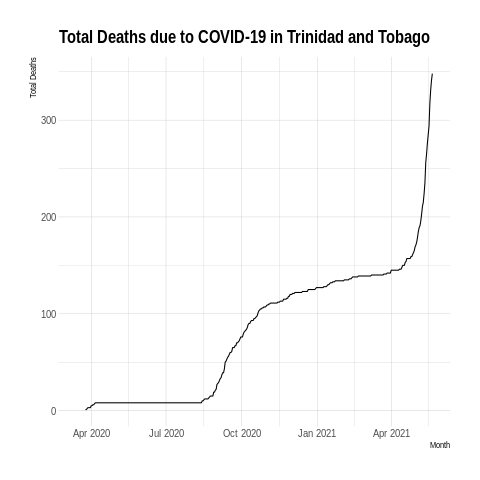 Total Deaths due to COVID-19 in Trinidad and Tobago
Total Deaths
300
200
100
0
Apr 2020 Jul 2020 Oct 2020 Jan 2021 Apr 2021
Month